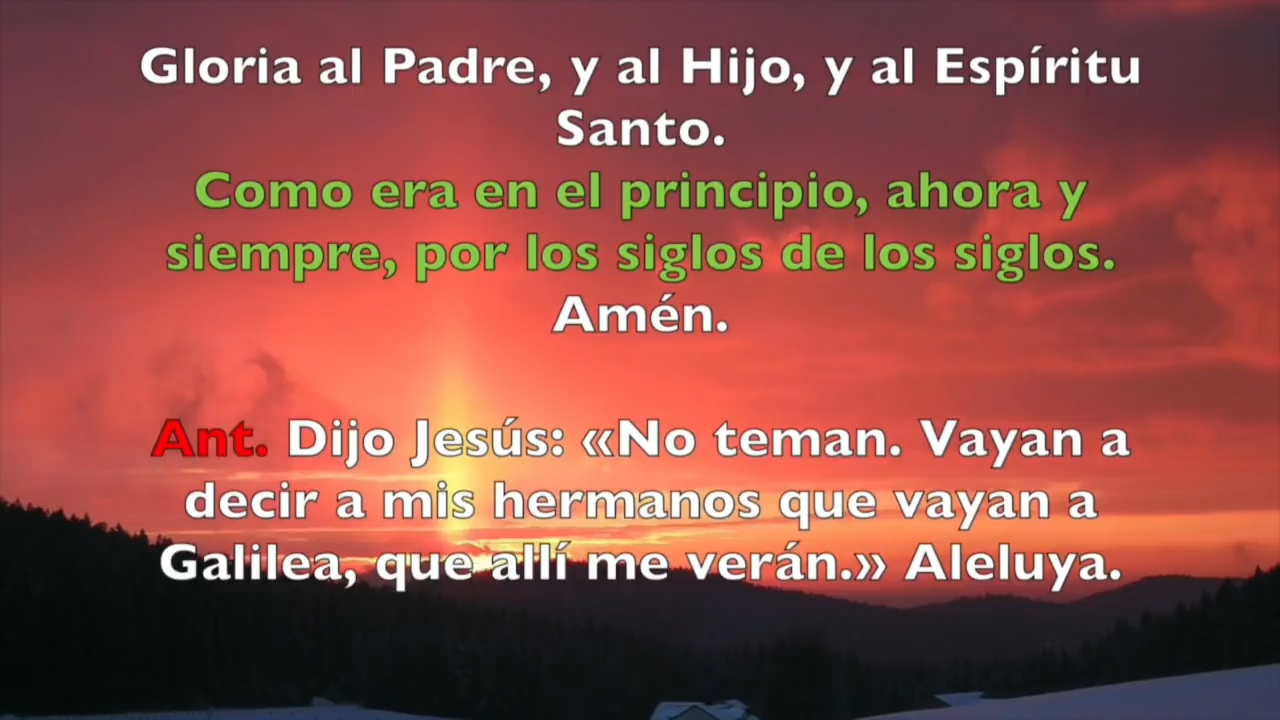 Gloria al Padre, y al Hijo, y al Espíritu
Santo.
Como era en el principio, ahora y
siempre, por los siglos de los siglos.
Amén.
Ant. Dijo Jesús: «No teman. Vayan a
decir a mis hermanos que vayan a
Galilea, que allí me verán.» Aleluya.